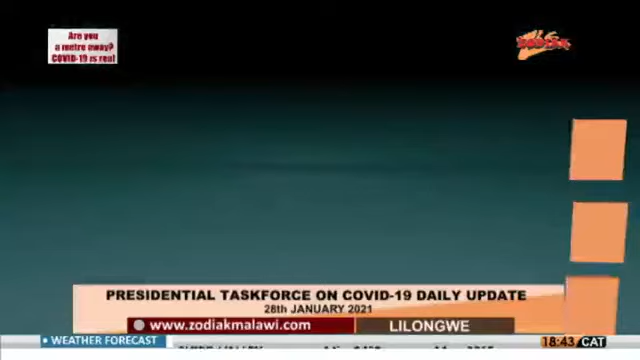 Are you
a metre away?
COVID-19 is real
ZODIAK
PRESIDENTIAL TASKFORCE ON COVID-19 DAILY UPDATE
28th JANUARY 2021
www.zodiakmalawi.com
LILONGWE
WEATHER FORECAST
18:43 CAT